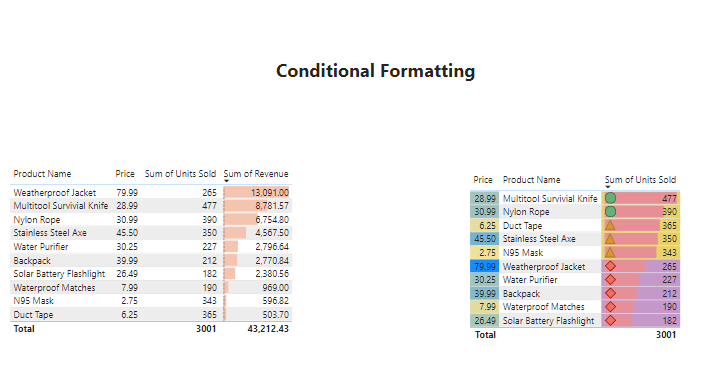 Conditional Formatting
Product Name Price Sum of Units Sold Sum of Revenue
Weatherproof Jacket 79.99 265 13,091.00
Multitool Survivial Knife 28.99 477 8,781.57
Nylon Rope 30.99 390 6,754.80
Stainless Steel Axe 45.50 350 4,567.50
Water Purifier 30.25 227 2,796.64
Backpack 39.99 212 2,770.84
Solar Battery Flashlight 26.49 182 2,380.56
Waterproof Matches 7.99 190 969.00
N95 Mask 2.75 343 596.82
Duct Tape 6.25 365 503.70
Total 3001 43,212.43
Price Product Name Sum of Units Sold
28.99 Multitool Survivial Knife 477
30.99 Nylon Rope 390
6.25 Duct Tape 365
45.50 Stainless Steel Axe 350
2.75 N95 Mask 343
79.99 Weatherproof Jacket 265
30.25 Water Purifier 227
39.99 Backpack 212
7.99 Waterproof Matches 190
26.49 Solar Battery Flashlight 182
Total 3001